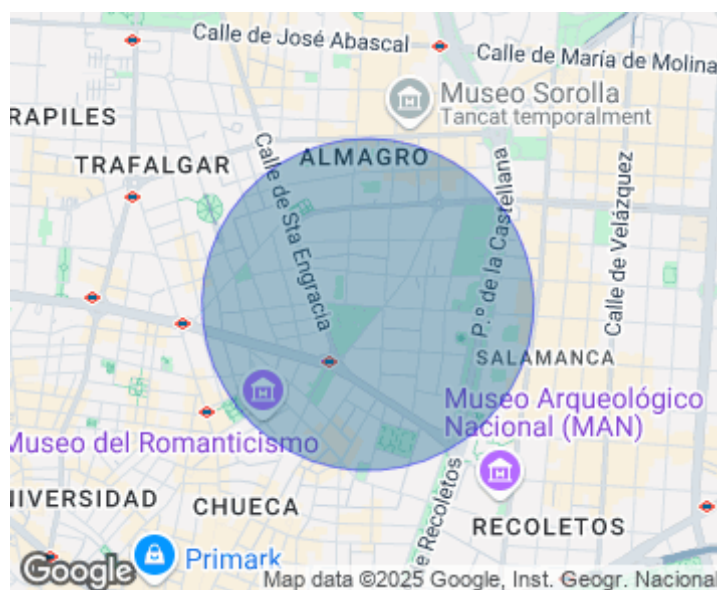 Calle de José Abascal
Calle de María de Molina
Museo Sorolla
Tancat temporalment
RAPILES
TRAFALGAR
ALMAGRO
Calle de Sta Engracia
P.º de la Castellana
Calle de Velázquez
SALAMANCA
Museo Arqueológico
Nacional (MAN)
Museo del Romanticismo
NIVERSIDAD
CHUECA
e Recoletos
RECOLETOS
Primark
Google
Map data ©2025 Google, Inst. Geogr. Nacional